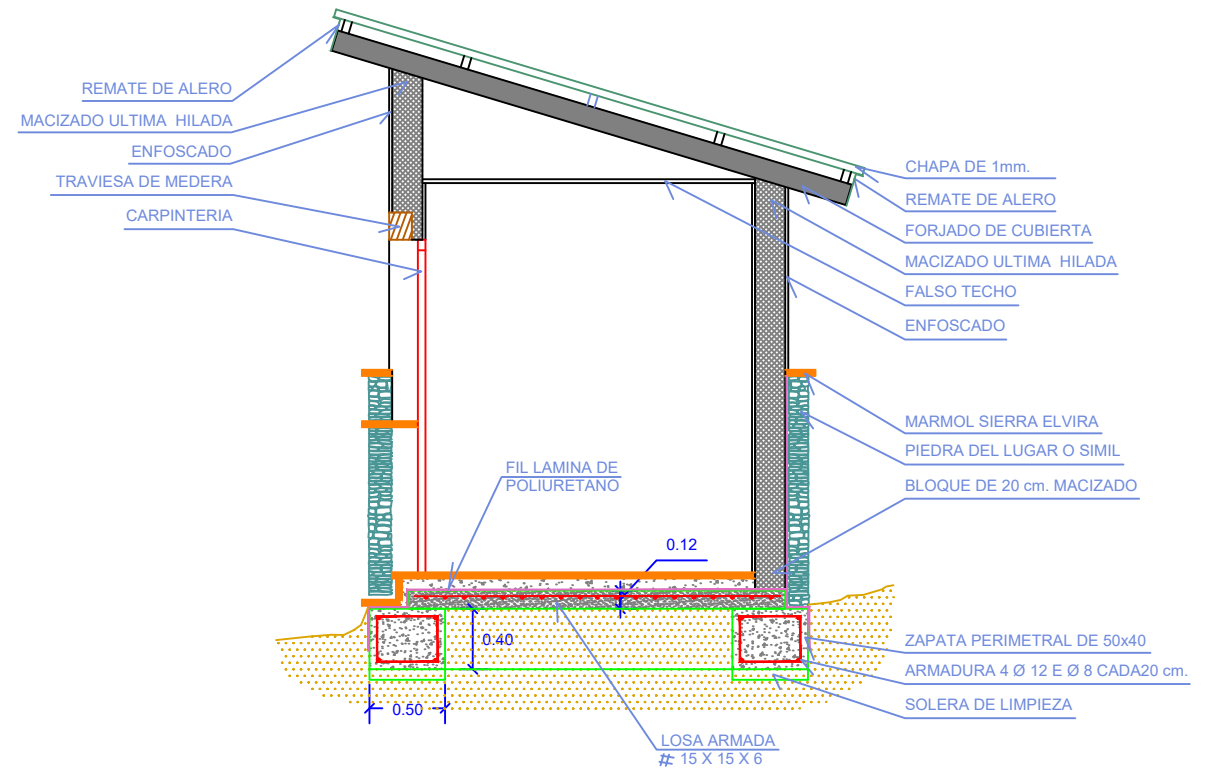 REMATE DE ALERO
MACIZADO ULTIMA HILADA
ENFOSCADO
TRAVIESA DE MEDERA
CARPINTERIA
CHAPA DE 1mm.
REMATE DE ALERO
FORJADO DE CUBIERTA
MACIZADO ULTIMA HILADA
FALSO TECHO
ENFOSCADO
MARMOL SIERRA ELVIRA
PIEDRA DEL LUGAR O SIMIL
BLOQUE DE 20 cm. MACIZADO
FIL LAMINA DE
POLIURETANO
0.12
0.40
0.50
ZAPATA PERIMETRAL DE 50x40
ARMADURA 4 Ø 12 E Ø 8 CADA20 cm.
SOLERA DE LIMPIEZA
LOSA ARMADA
# 15 X 15 X 6